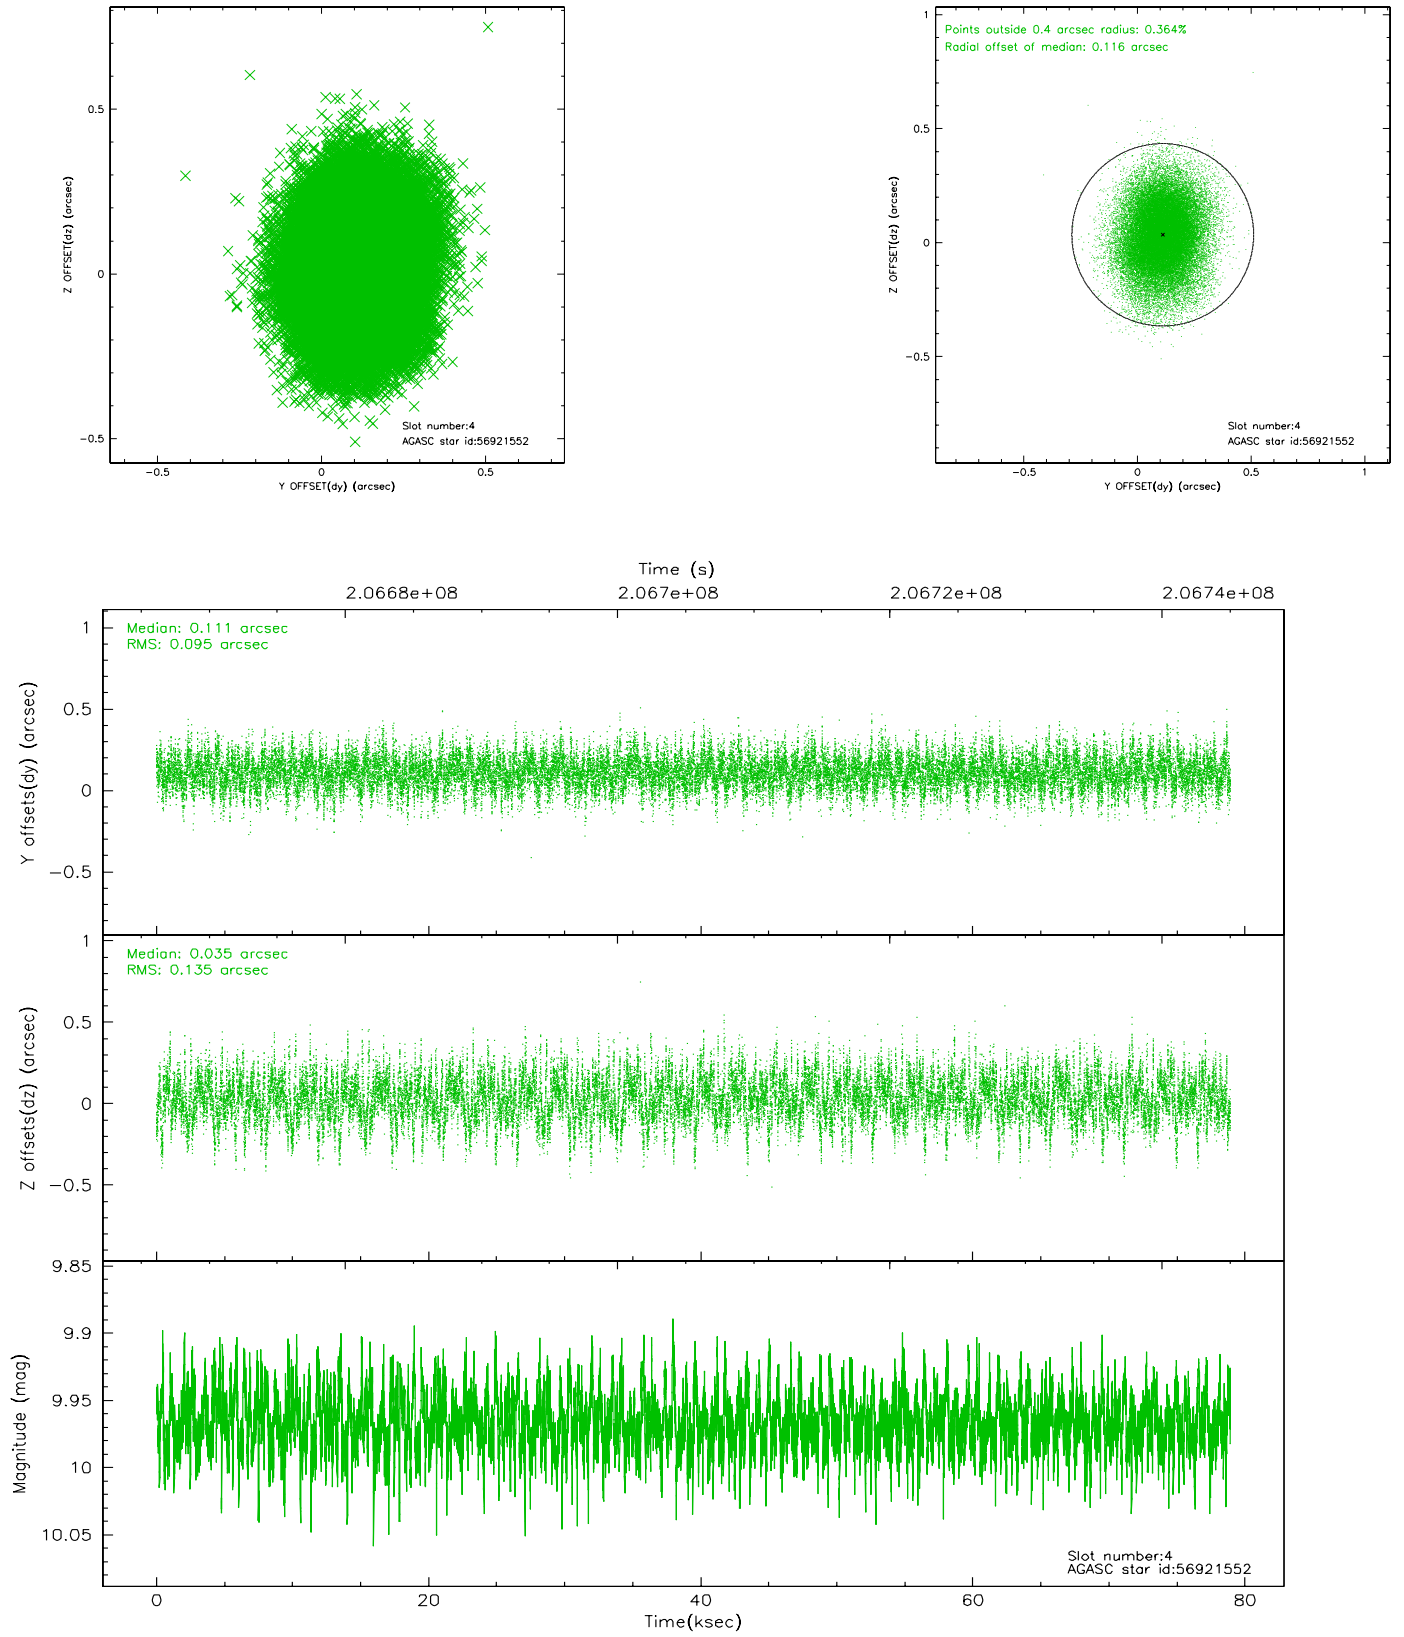 0.5
0
−0.5
Z OFFSET(dz) (arcsec)
−0.5
0
0.5
Y OFFSET(dy) (arcsec)
Slot number:4
AGASC star id:56921552
Points outside 0.4 arcsec radius: 0.364%
Radial offset of median: 0.116 arcsec
1
0.5
0
−0.5
Z OFFSET(dz) (arcsec)
−0.5
0
0.5
1
Y OFFSET(dy) (arcsec)
Slot number:4
AGASC star id:56921552
Time (s)
2.0668e+08
2.067e+08
2.0672e+08
2.0674e+08
Median: 0.111 arcsec
RMS: 0.095 arcsec
1
0.5
0
−0.5
Y offsets(dy) (arcsec)
Median: 0.035 arcsec
RMS: 0.135 arcsec
1
0.5
0
−0.5
Z offsets(dz) (arcsec)
9.85
9.9
9.95
10
10.05
Magnitude (mag)
Slot number:4
AGASC star id:56921552
0
20
40
60
80
Time(ksec)